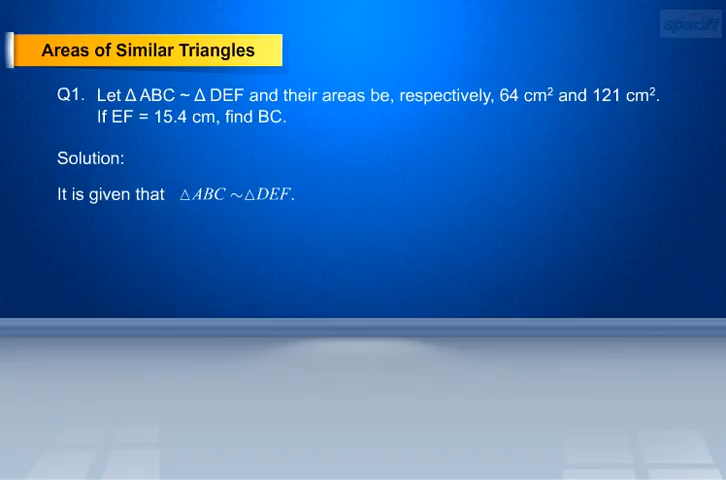 spsoft
Areas of Similar Triangles
Q1. Let Δ ABC ~ Δ DEF and their areas be, respectively, 64 cm² and 121 cm².
If EF = 15.4 cm, find BC.
Solution:
It is given that △ABC ~△DEF.